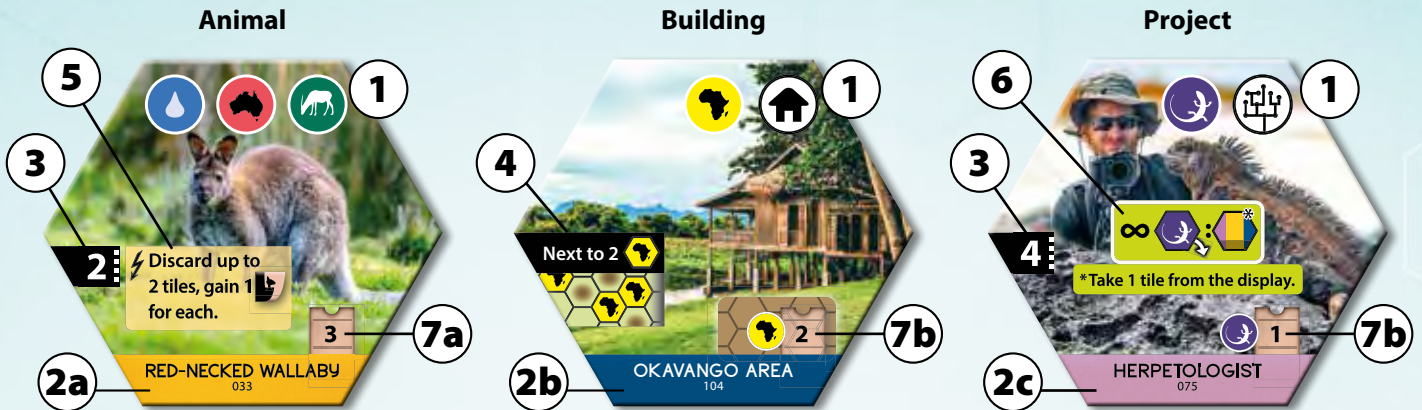 Animal
Building
Project
5
1
3
2
Discard up to
2 tiles, gain 1
for each.
3
7a
2a
RED-NECKED WALLABY
033
1
4
Next to 2
2
7b
2b
OKAVANGO AREA
104
6
1
3
4
∞ : *
*Take 1 tile from the display.
1
7b
2c
HERPETOLOGIST
075